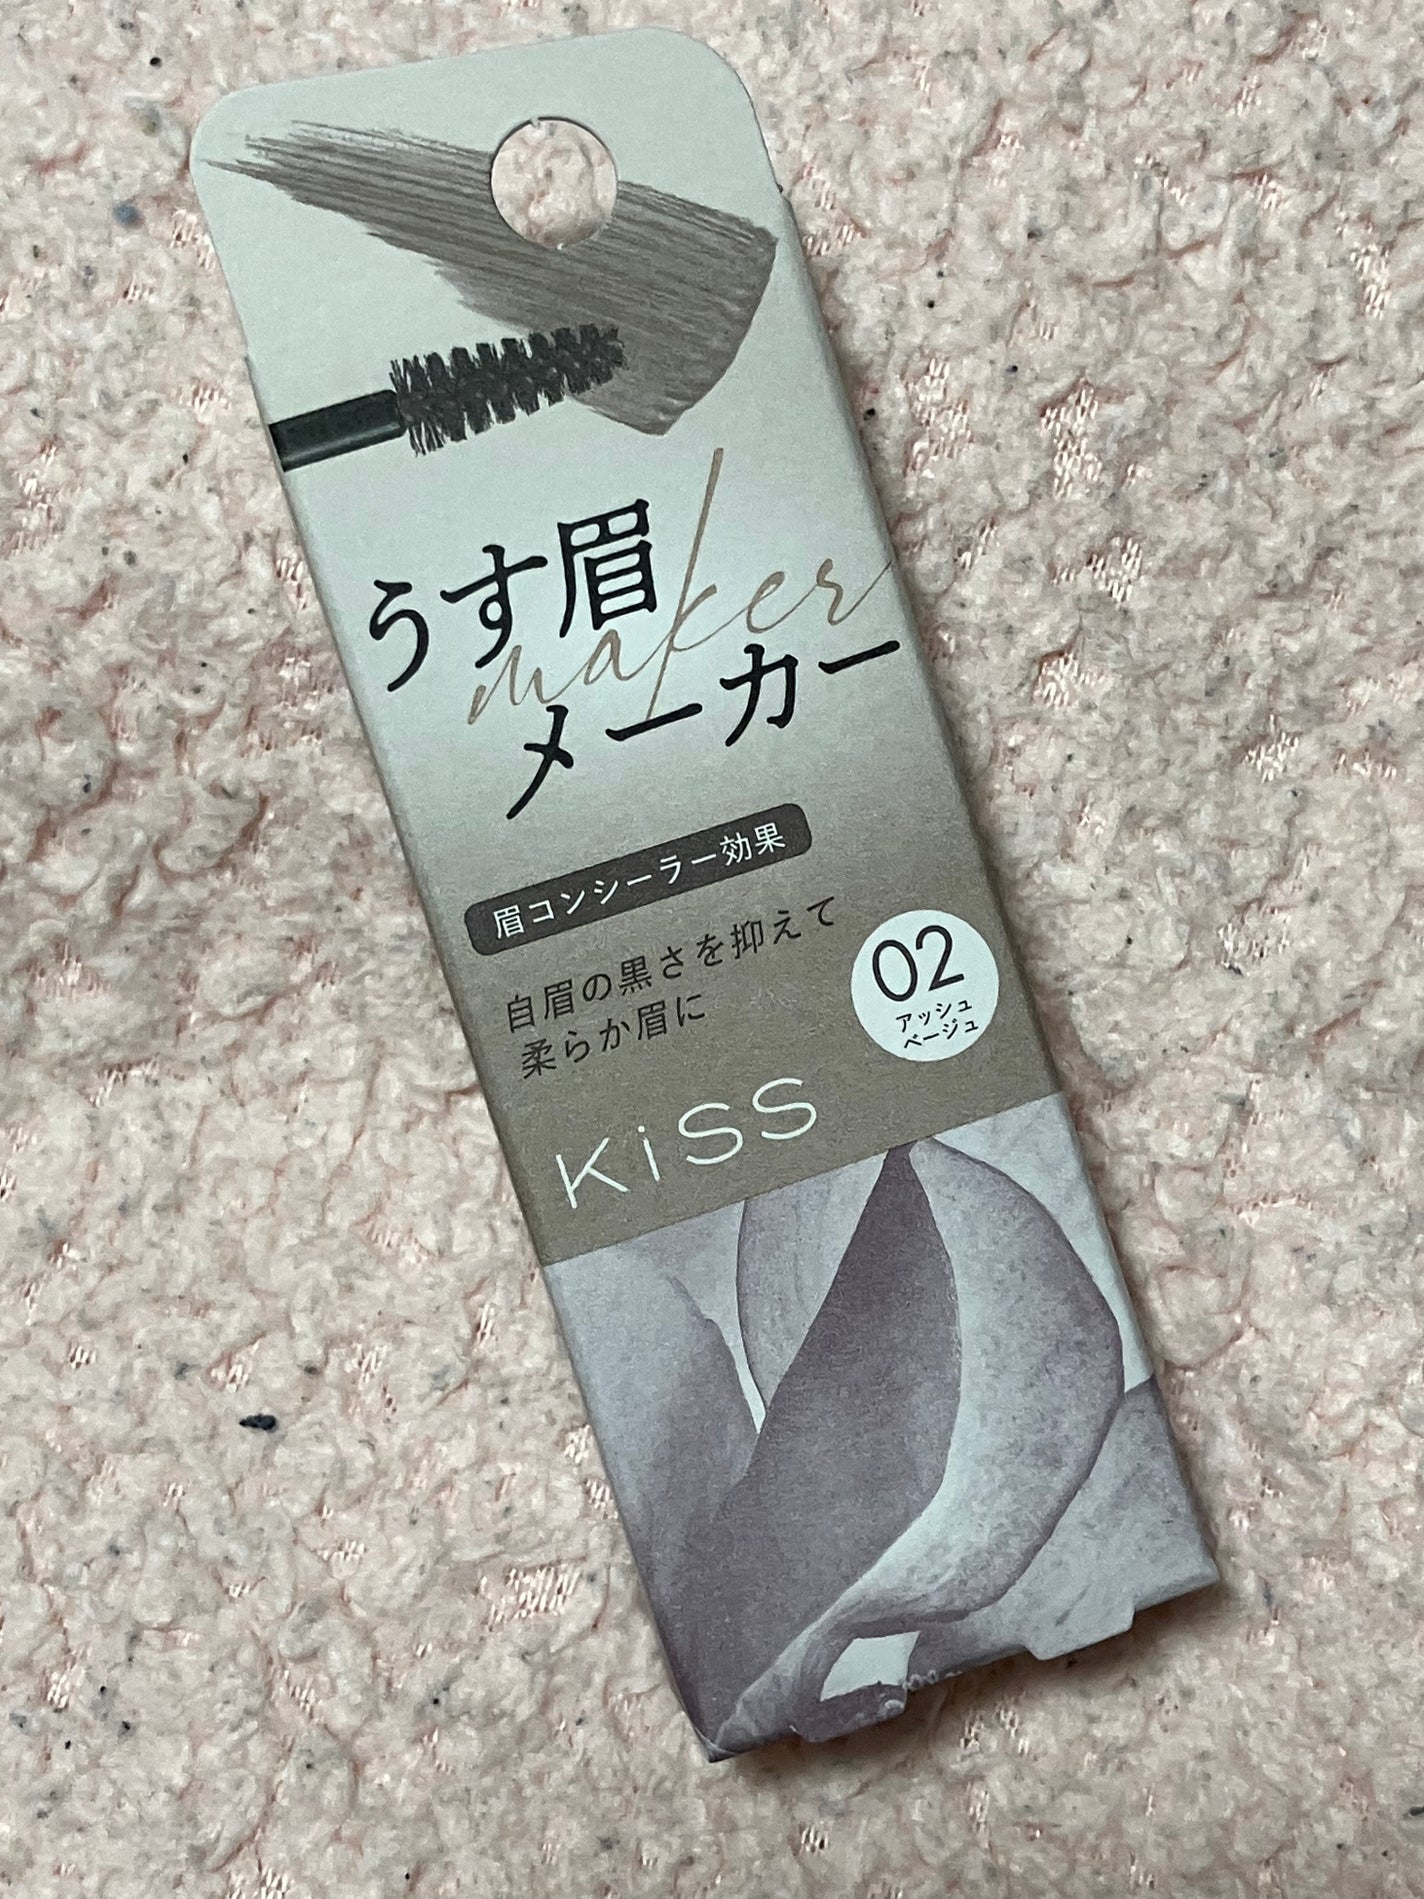 うす眉
maker
メーカー
眉コンシーラー効果
自眉の黒さを抑えて
柔らか眉に
02
アッシュ
ベージュ
KiSS